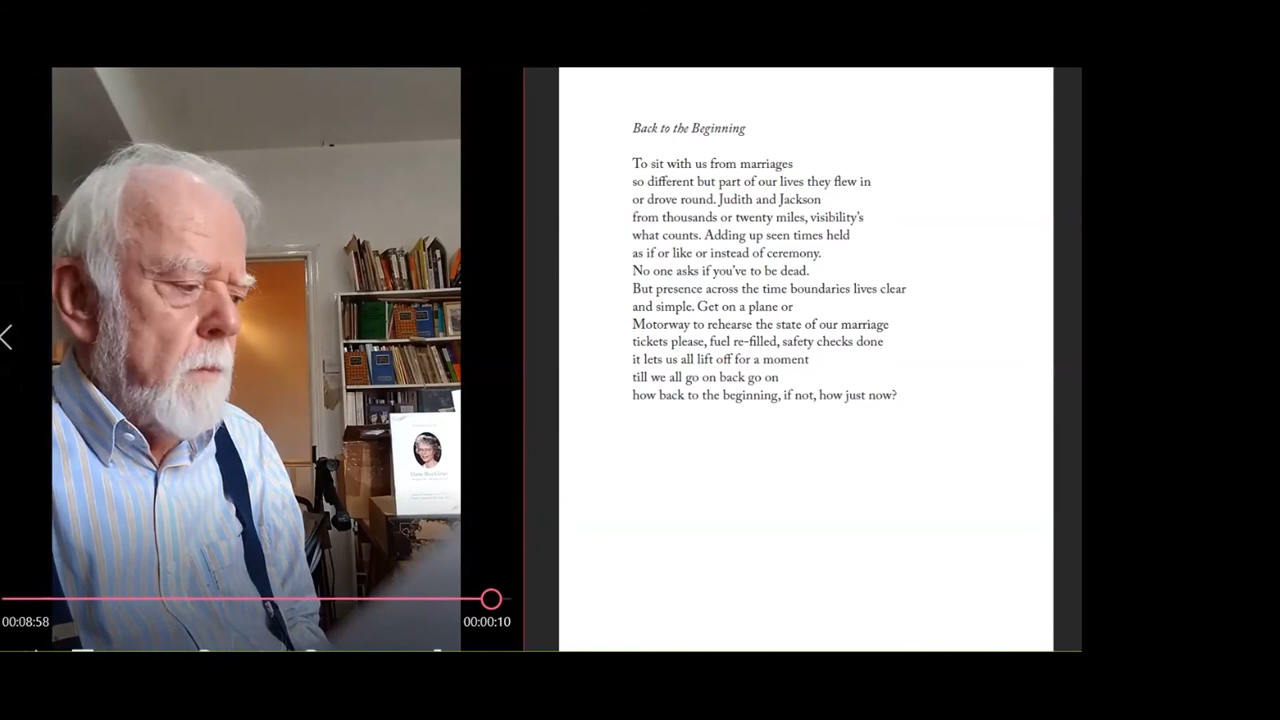 Back to the Beginning
To sit with us from marriages
so different but part of our lives they flew in
or drove round. Judith and Jackson
from thousands or twenty miles, visibility's
what counts. Adding up seen times held
as if or like or instead of ceremony.
No one asks if you've to be dead.
But presence across the time boundaries lives clear
and simple. Get on a plane or
Motorway to rehearse the state of our marriage
tickets please, fuel re-filled, safety checks done
it lets us all lift off for a moment
till we all go on back go on
how back to the beginning, if not, how just now?
00:08:58
00:00:10